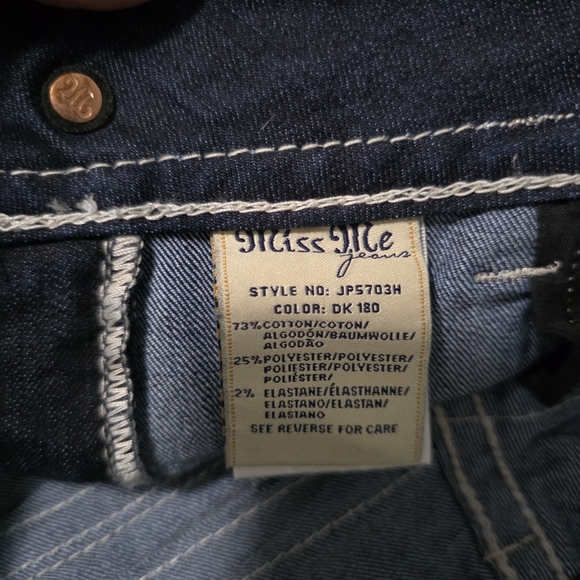 Miss Me
jeans
STYLE NO: JP5703H
COLOR: DK 180
73% COTTON/COTON/
ALGODÓN/BAUMWOLLE/
ALGODÃO
25% POLYESTER/POLYESTER/
POLIÉSTER/POLYESTER/
POLIÉSTER/
2% ELASTANE/ÉLASTHANNE/
ELASTANO/ELASTAN/
ELASTANO
SEE REVERSE FOR CARE